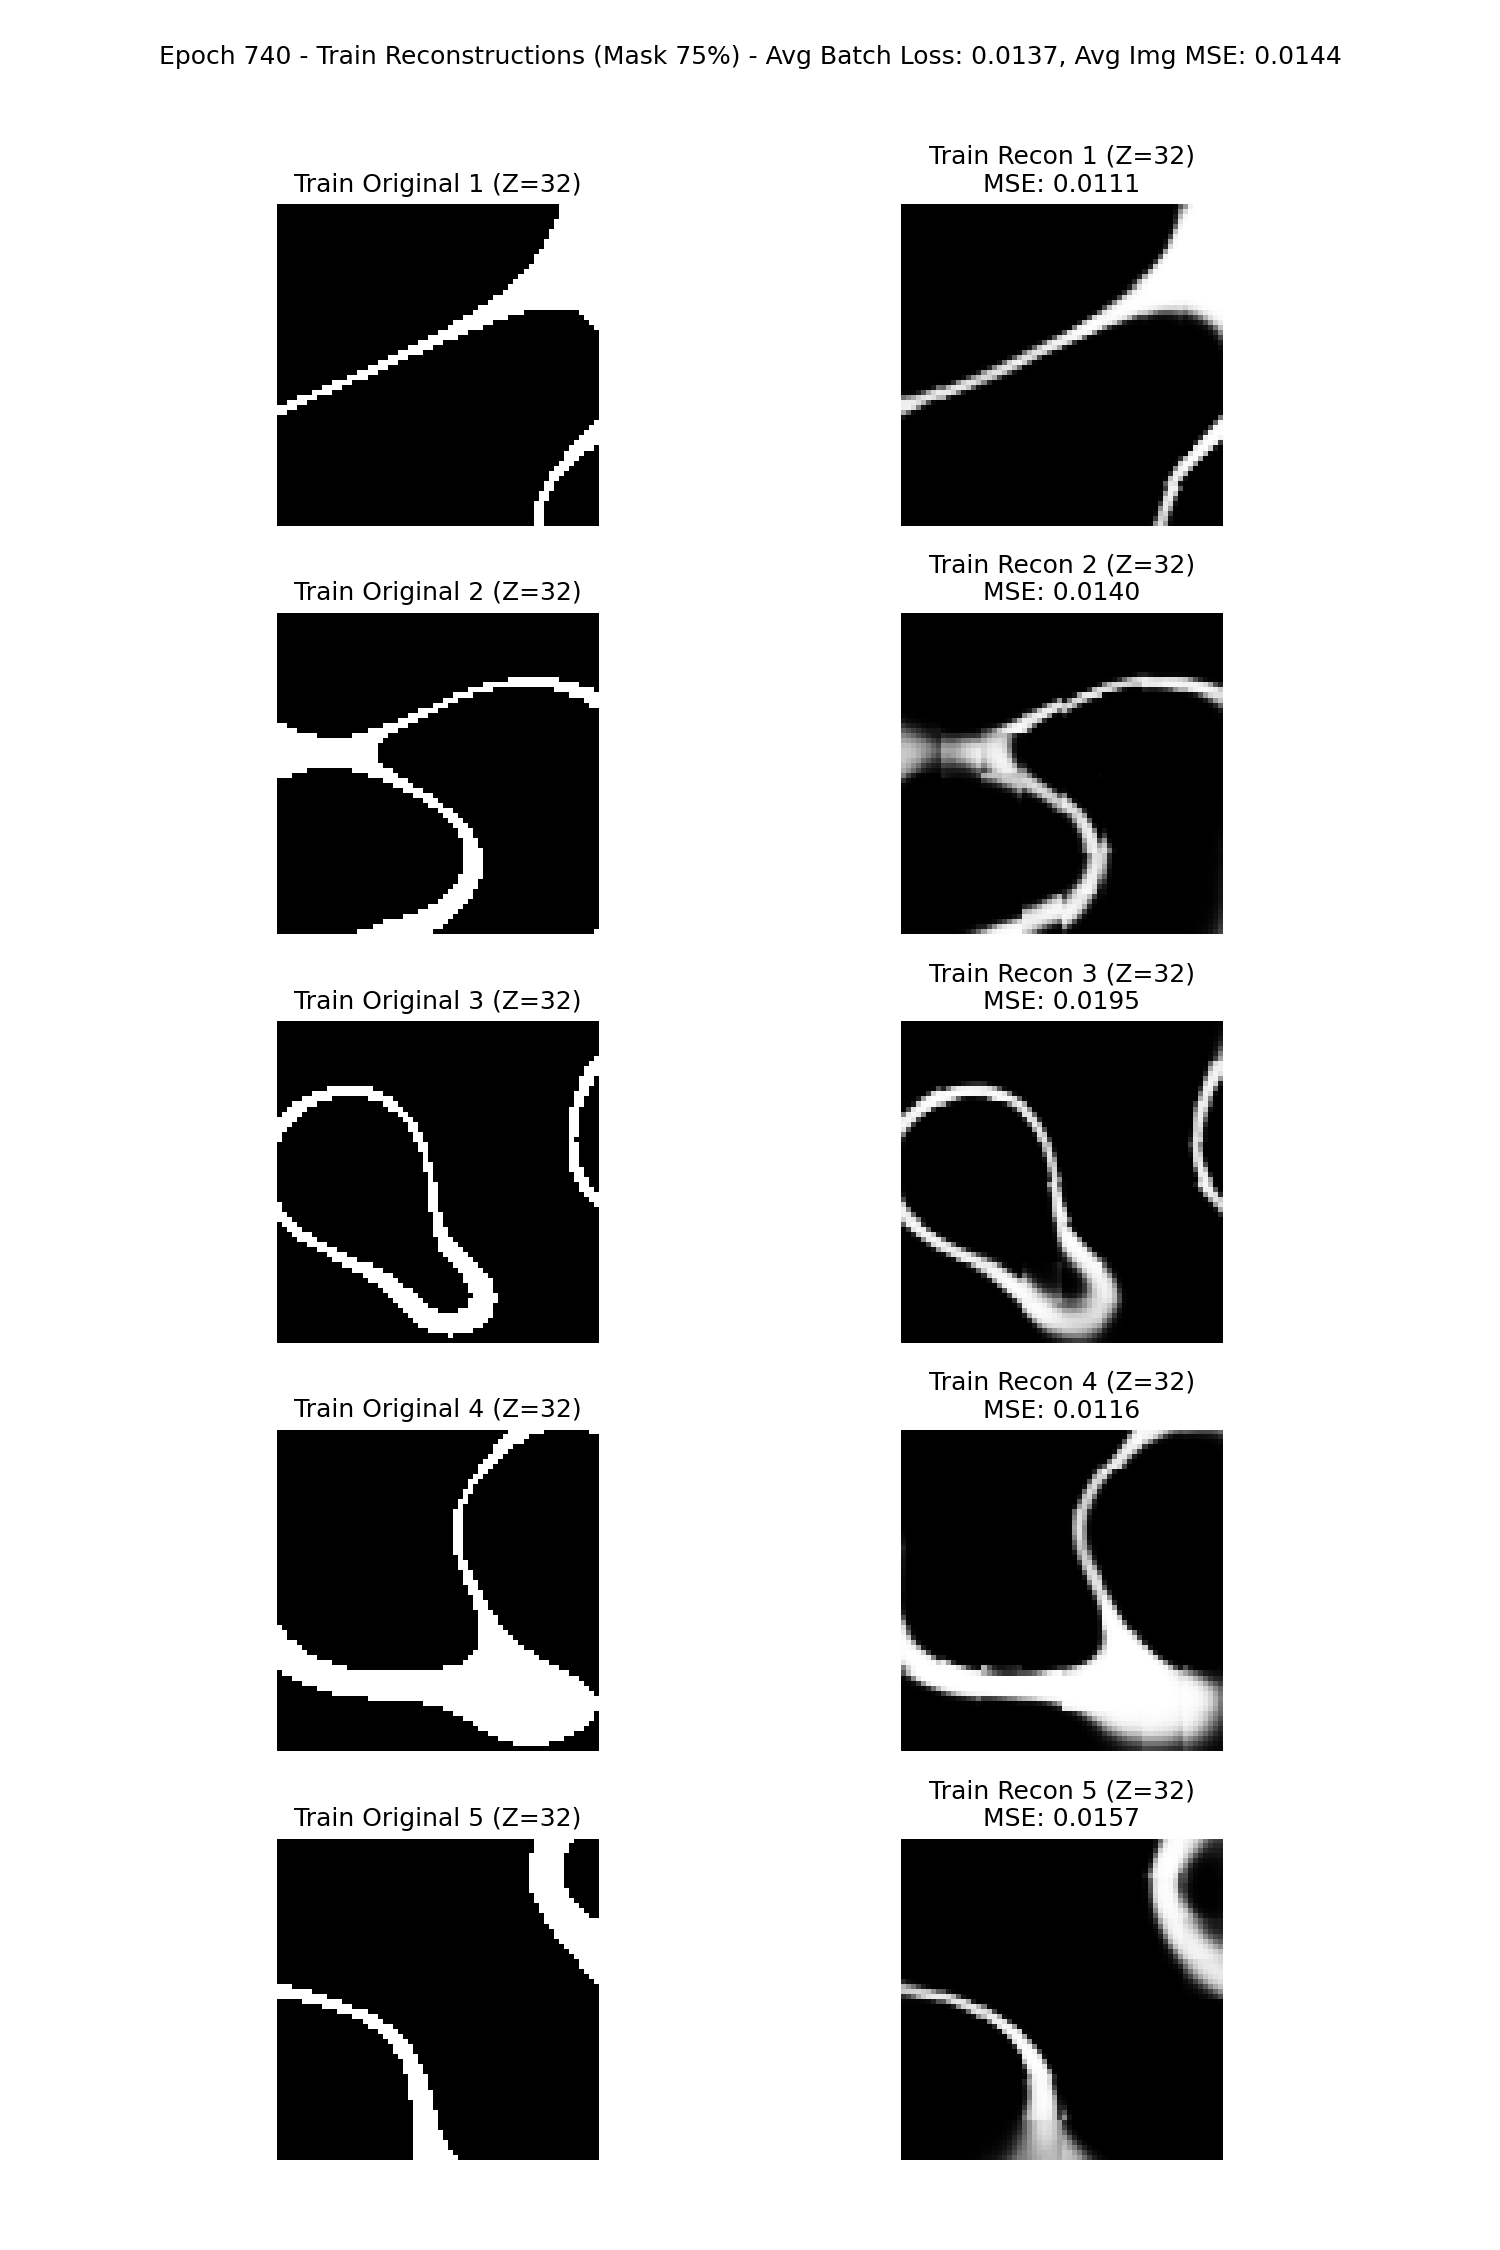 Epoch 740 - Train Reconstructions (Mask 75%) - Avg Batch Loss: 0.0137, Avg Img MSE: 0.0144
Train Original 1 (Z=32)
Train Recon 1 (Z=32)
MSE: 0.0111
Train Original 2 (Z=32)
Train Recon 2 (Z=32)
MSE: 0.0140
Train Original 3 (Z=32)
Train Recon 3 (Z=32)
MSE: 0.0195
Train Original 4 (Z=32)
Train Recon 4 (Z=32)
MSE: 0.0116
Train Original 5 (Z=32)
Train Recon 5 (Z=32)
MSE: 0.0157